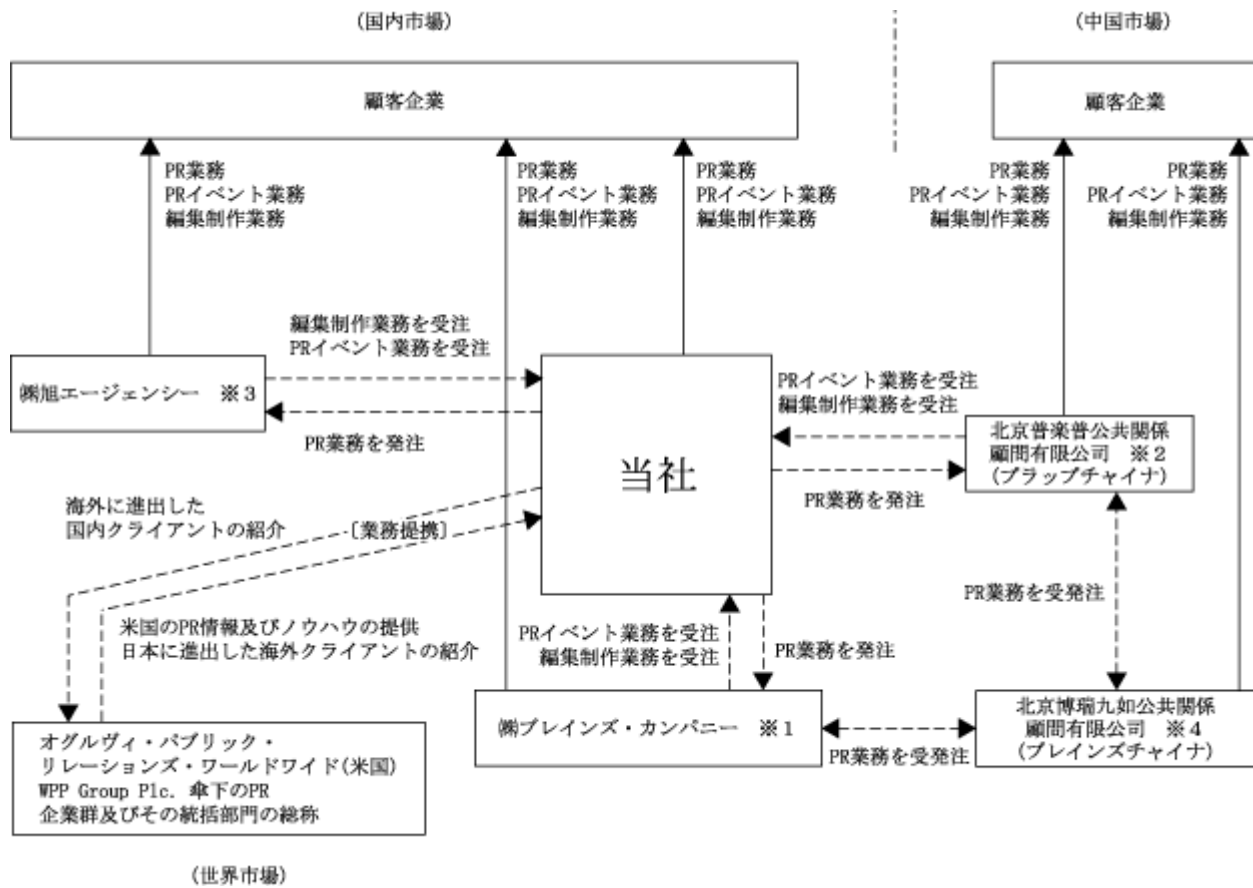 (国内市場)
(中国市場)
顧客企業
顧客企業
PR業務
PRイベント業務
編集制作業務
PR業務
PRイベント業務
編集制作業務
PR業務
PRイベント業務
編集制作業務
PR業務
PRイベント業務
編集制作業務
PR業務
PRイベント業務
編集制作業務
編集制作業務を受注
PRイベント業務を受注
㈱旭エージェンシー ※3
PR業務を発注
当社
PRイベント業務を受注
編集制作業務を受注
北京普楽普公共関係
顧問有限公司 ※2
(プラップチャイナ)
PR業務を発注
海外に進出した
国内クライアントの紹介
〔業務提携〕
PR業務を受発注
米国のPR情報及びノウハウの提供
日本に進出した海外クライアントの紹介
PRイベント業務を受注
編集制作業務を受注
PR業務を発注
㈱ブレインズ・カンパニー ※1
PR業務を受発注
北京博瑞九如公共関係
顧問有限公司 ※4
(ブレインズチャイナ)
オグルヴィ・パブリック・
リレーションズ・ワールドワイド(米国)
WPP Group Plc. 傘下のPR
企業群及びその統括部門の総称
(世界市場)